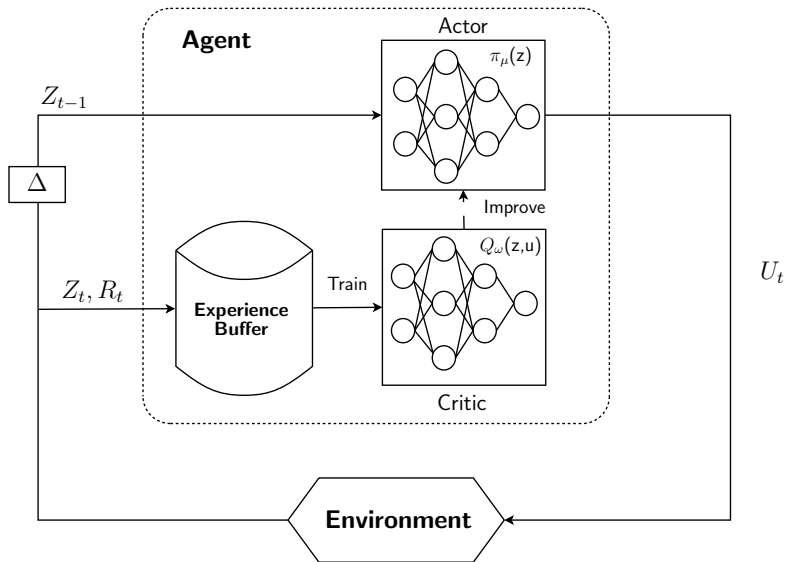 Actor
Agent
π_μ(z)
Z_{t−1}
Δ
Improve
Q_ω(z,u)
Z_t, R_t
Train
U_t
Experience
Buffer
Critic
Environment